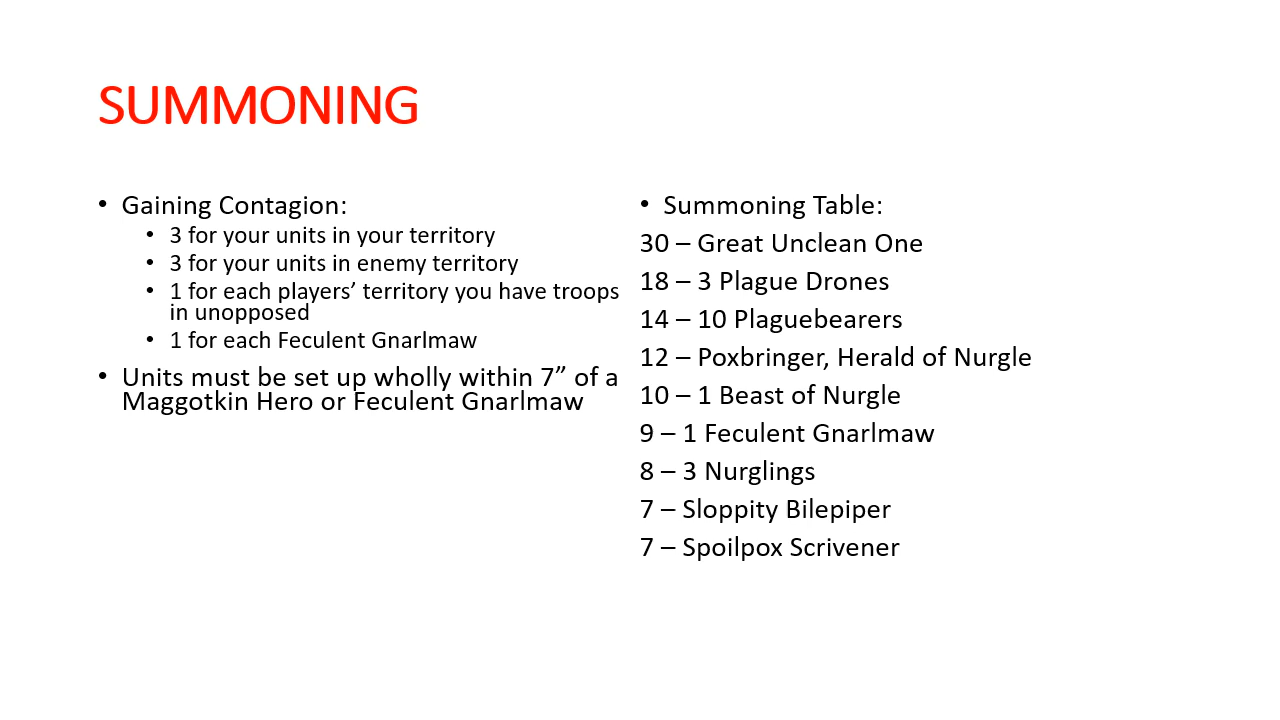 SUMMONING
• Gaining Contagion:
• 3 for your units in your territory
• 3 for your units in enemy territory
• 1 for each players’ territory you have troops
in unopposed
• 1 for each Feculent Gnarlmaw
• Units must be set up wholly within 7” of a
Maggotkin Hero or Feculent Gnarlmaw
• Summoning Table:
30 – Great Unclean One
18 – 3 Plague Drones
14 – 10 Plaguebearers
12 – Poxbringer, Herald of Nurgle
10 – 1 Beast of Nurgle
9 – 1 Feculent Gnarlmaw
8 – 3 Nurglings
7 – Sloppity Bilepiper
7 – Spoilpox Scrivener